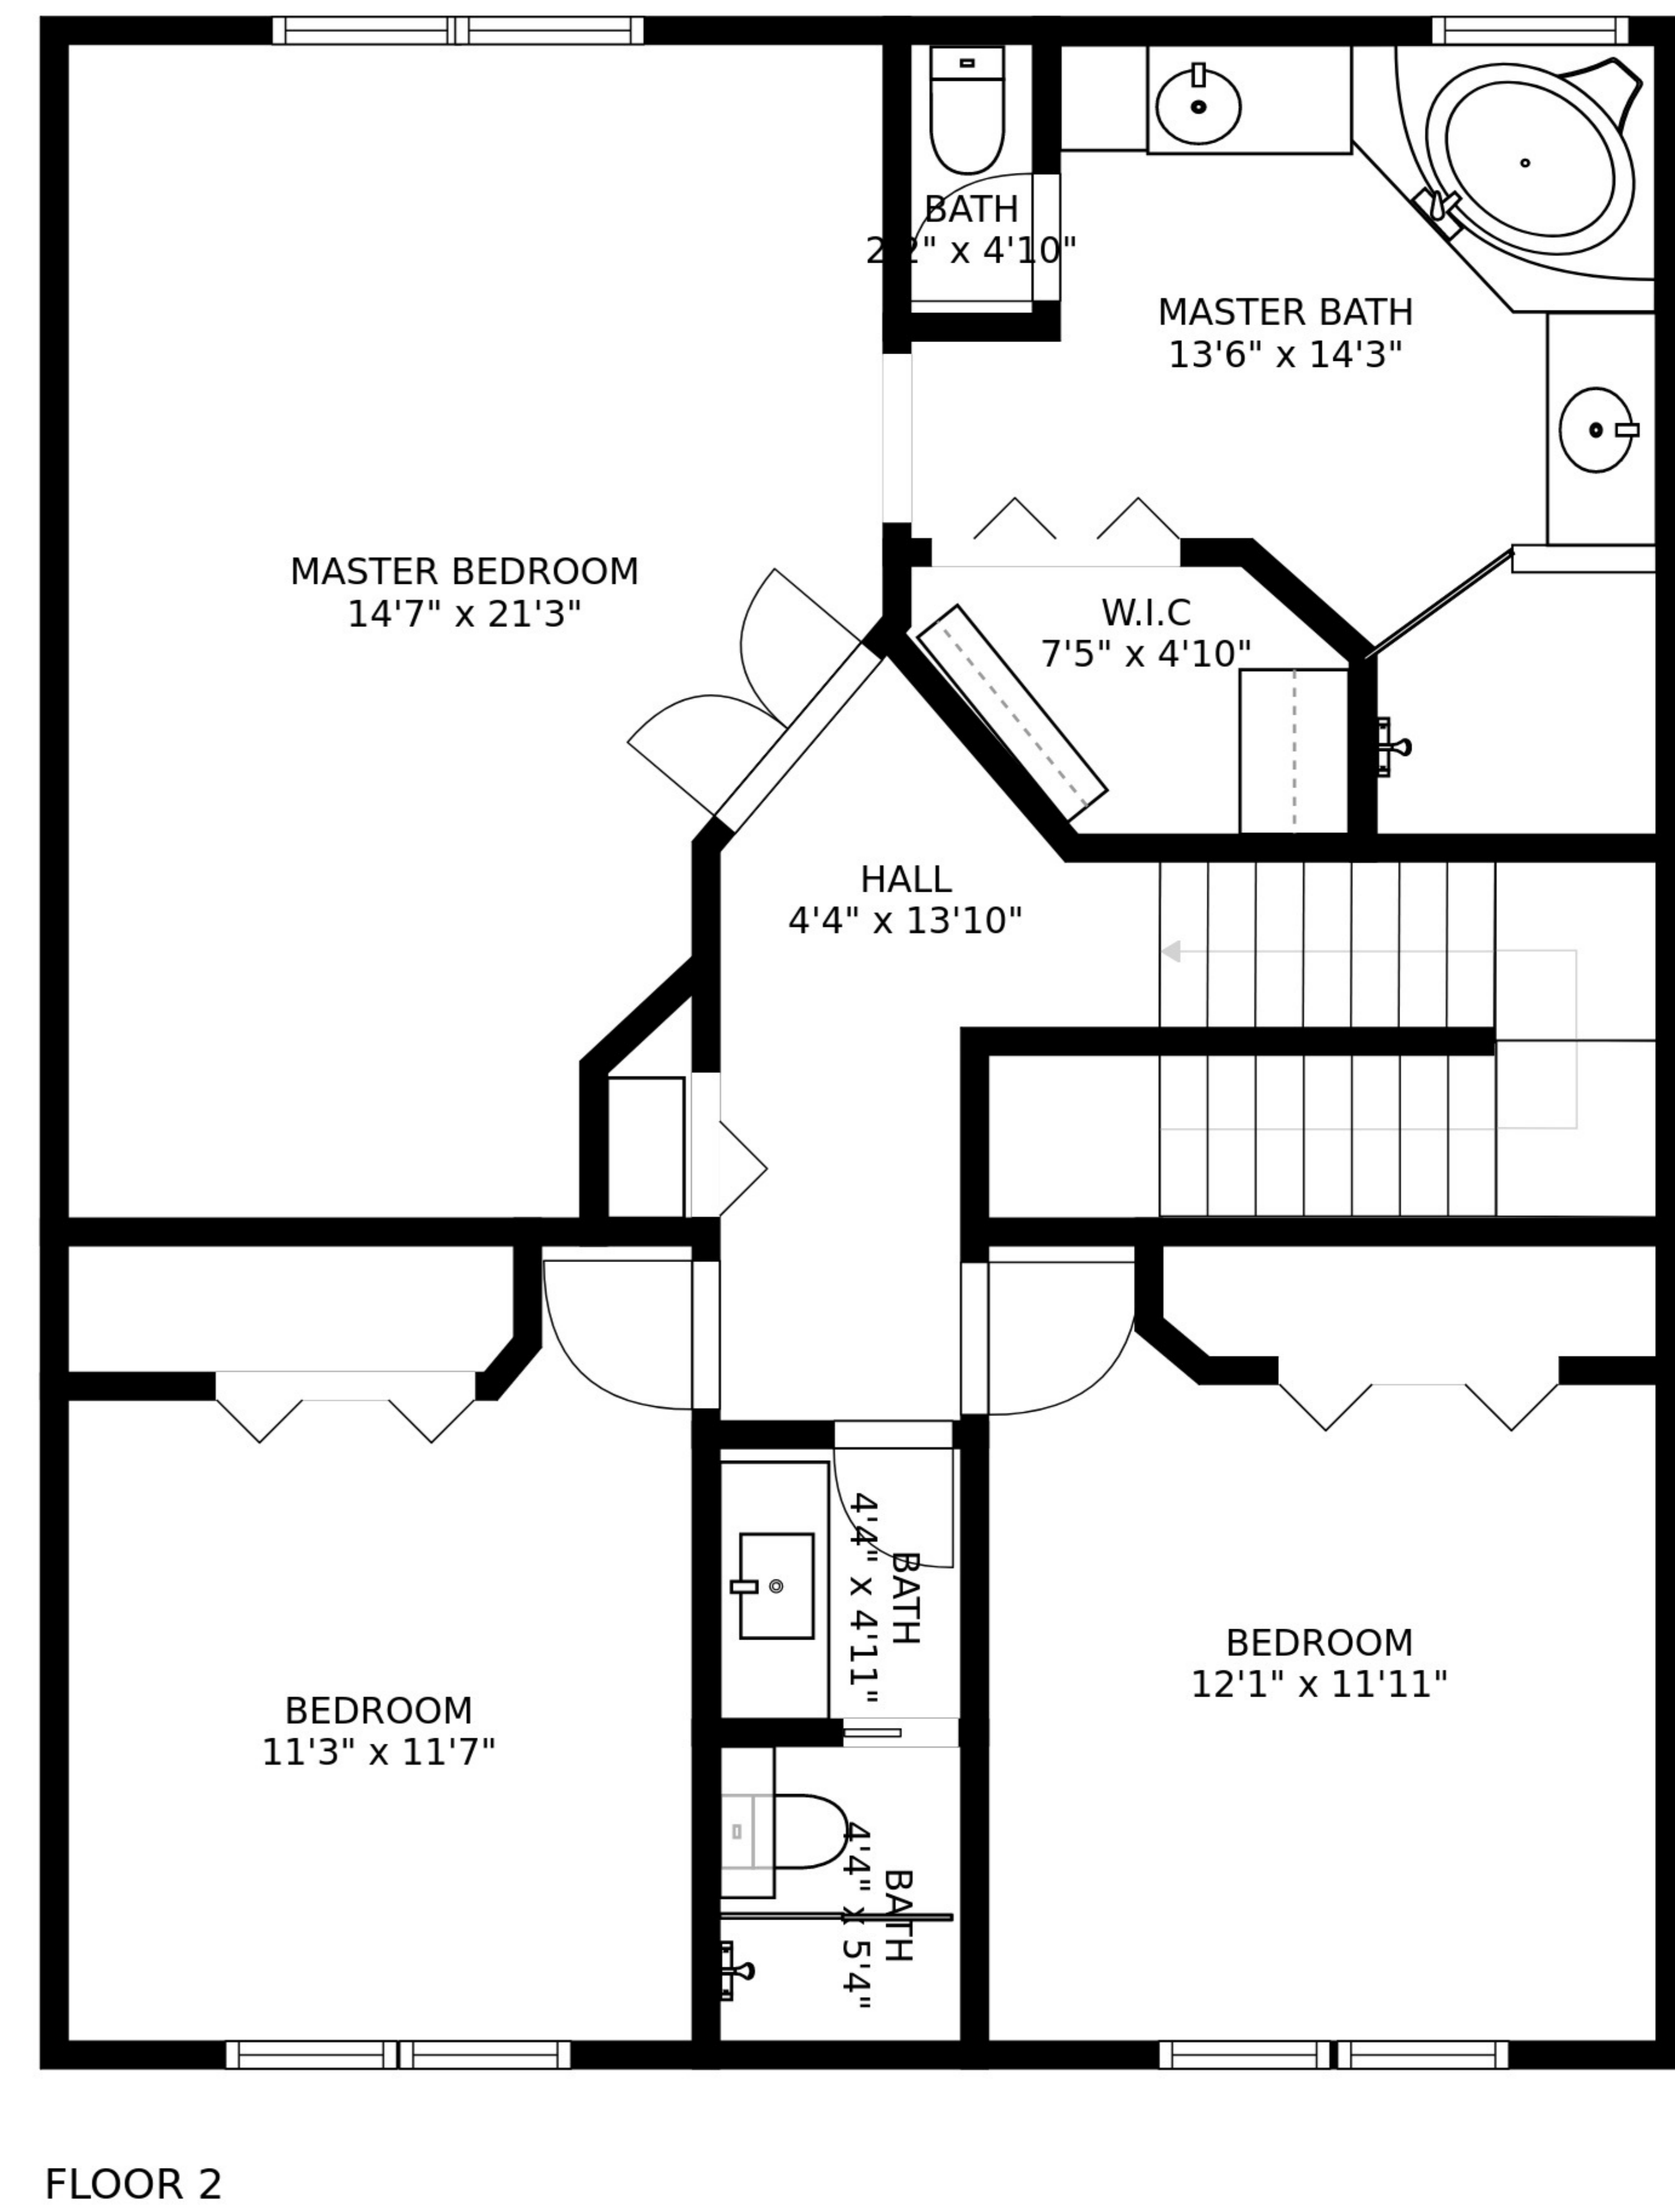 BATH
2'2" x 4'10"
MASTER BATH
13'6" x 14'3"
MASTER BEDROOM
14'7" x 21'3"
W.I.C
7'5" x 4'10"
HALL
4'4" x 13'10"
BATH
4'4" x 4'11"
BEDROOM
12'1" x 11'11"
BEDROOM
11'3" x 11'7"
BATH
4'4" x 5'4"
FLOOR 2